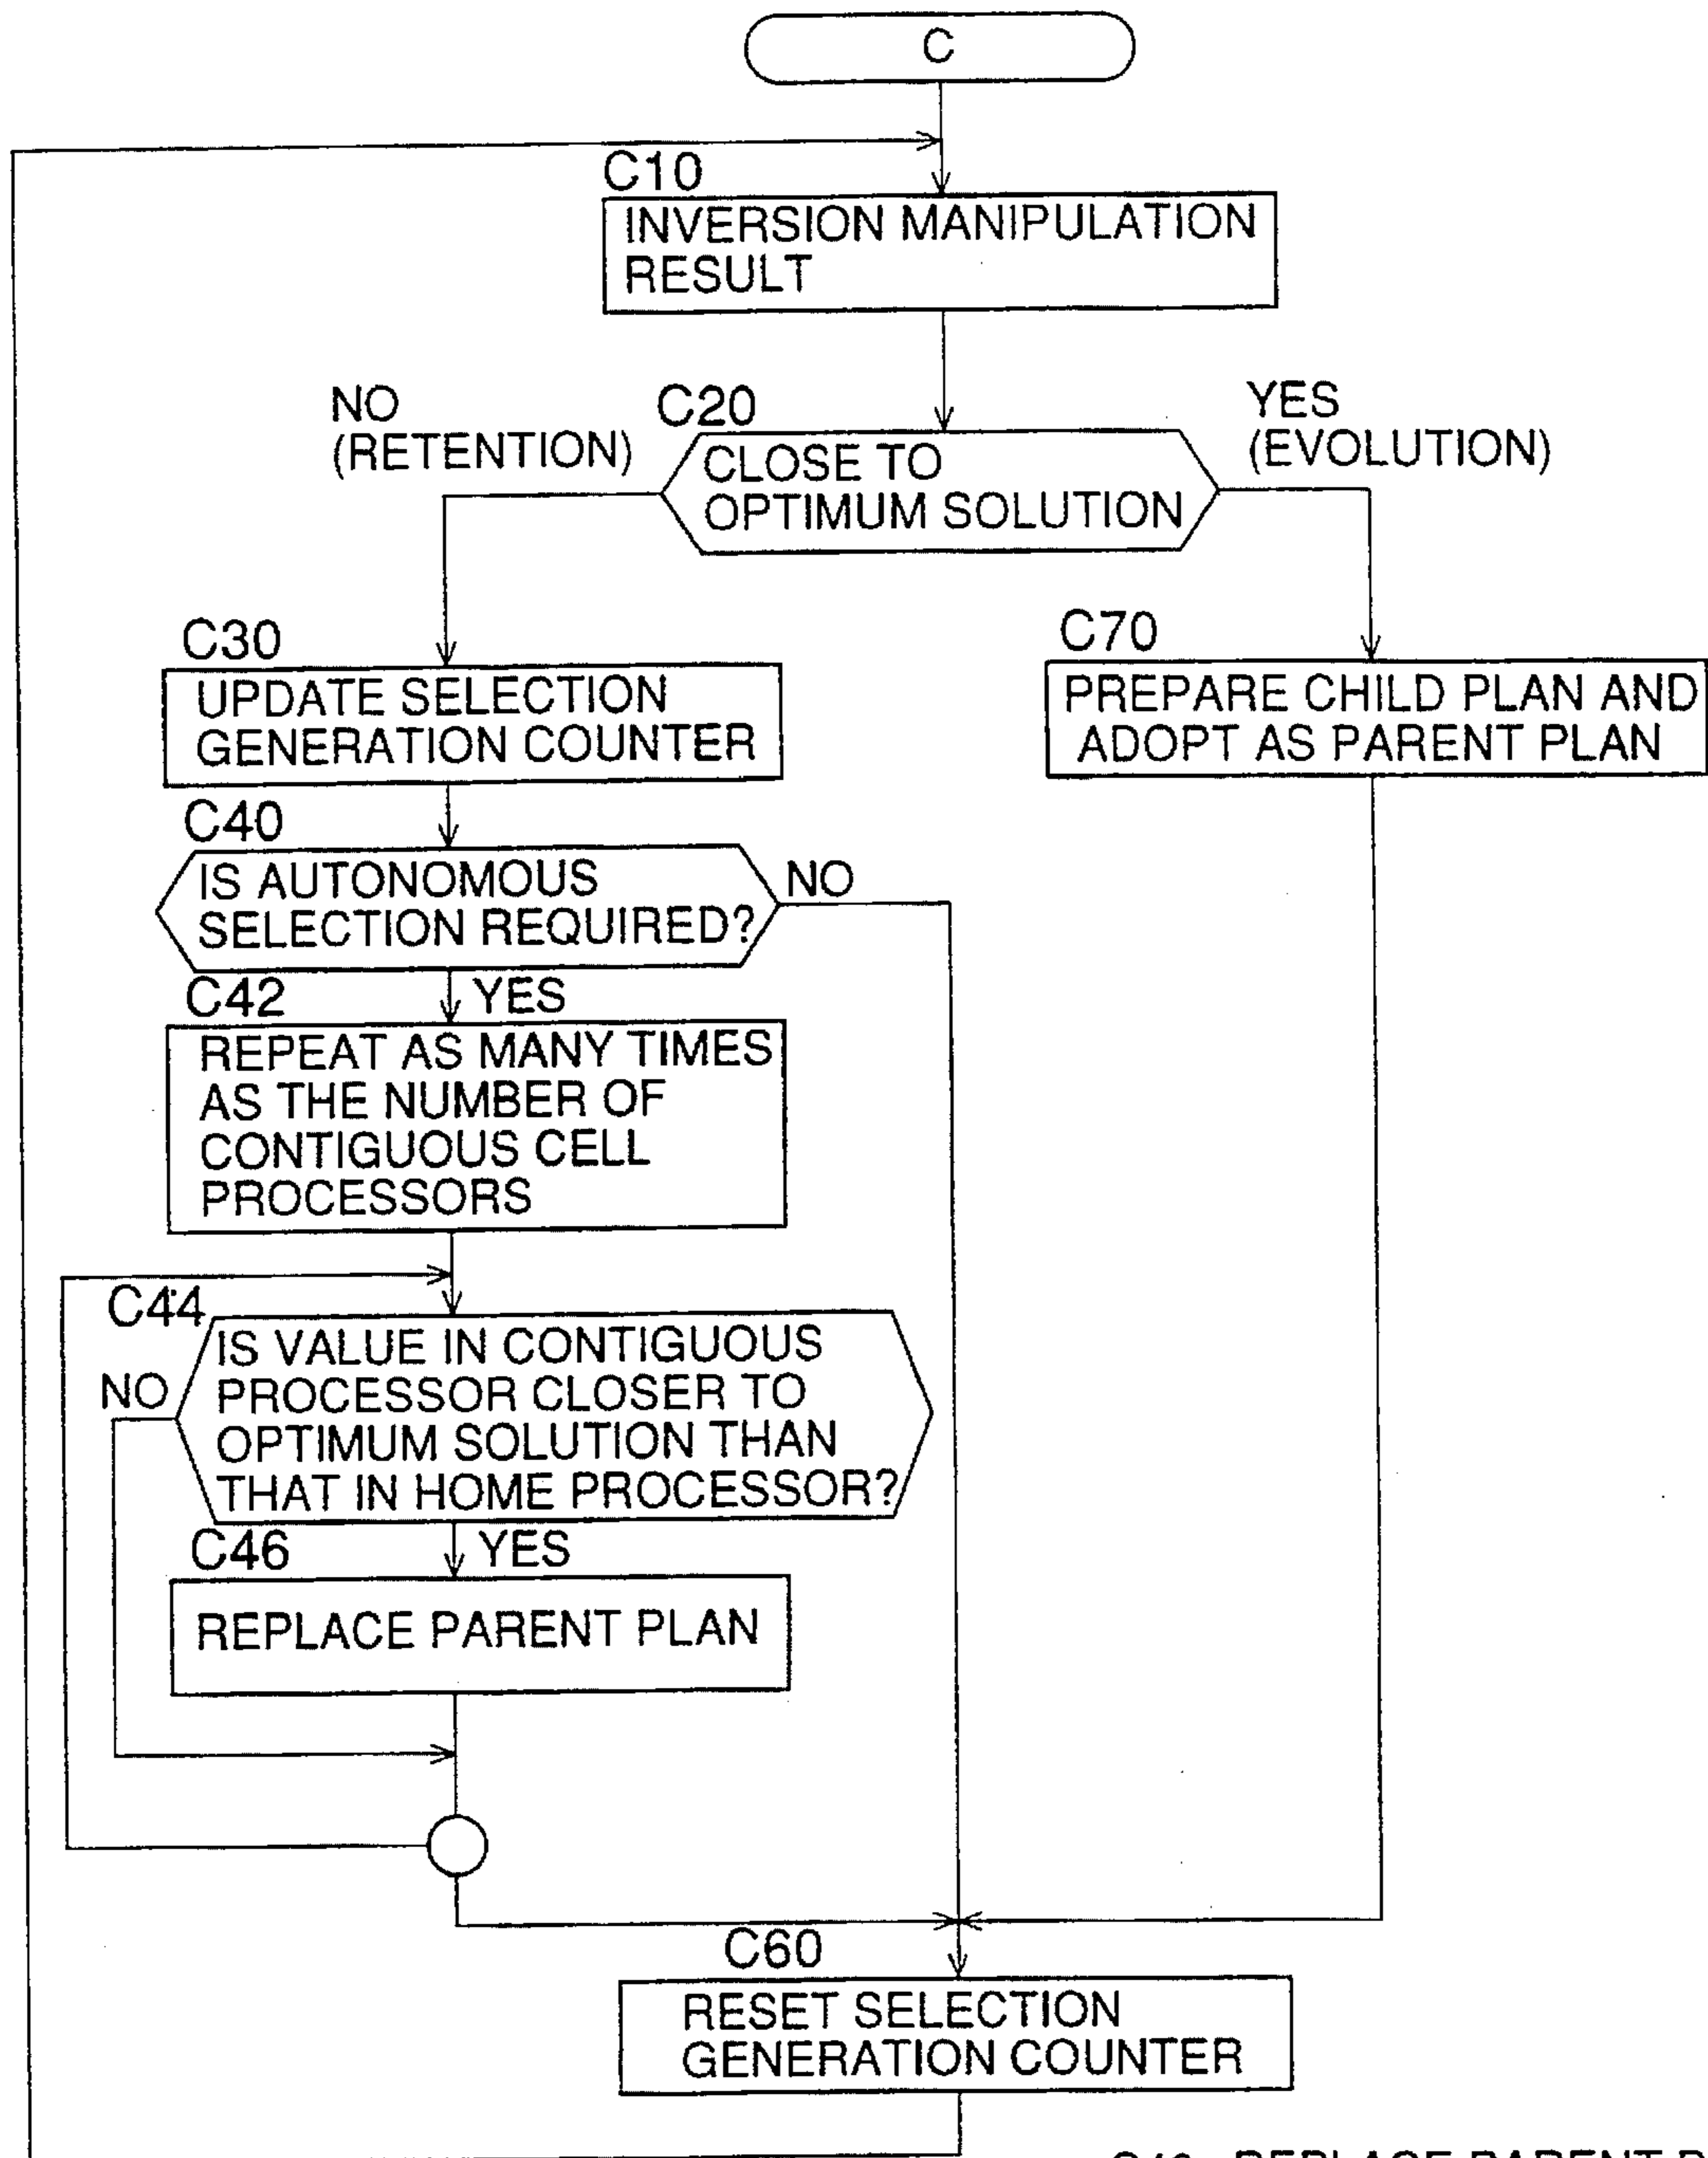 C
C10
INVERSION MANIPULATION
RESULT
NO
(RETENTION)
C20
YES
(EVOLUTION)
CLOSE TO
OPTIMUM SOLUTION
C30
UPDATE SELECTION
GENERATION COUNTER
C70
PREPARE CHILD PLAN AND
ADOPT AS PARENT PLAN
C40
IS AUTONOMOUS
SELECTION REQUIRED?
NO
C42
YES
REPEAT AS MANY TIMES
AS THE NUMBER OF
CONTIGUOUS CELL
PROCESSORS
C44
IS VALUE IN CONTIGUOUS
PROCESSOR CLOSER TO
OPTIMUM SOLUTION THAN
THAT IN HOME PROCESSOR?
NO
C46
YES
REPLACE PARENT PLAN
C60
RESET SELECTION
GENERATION COUNTER
REPLACE PARENT